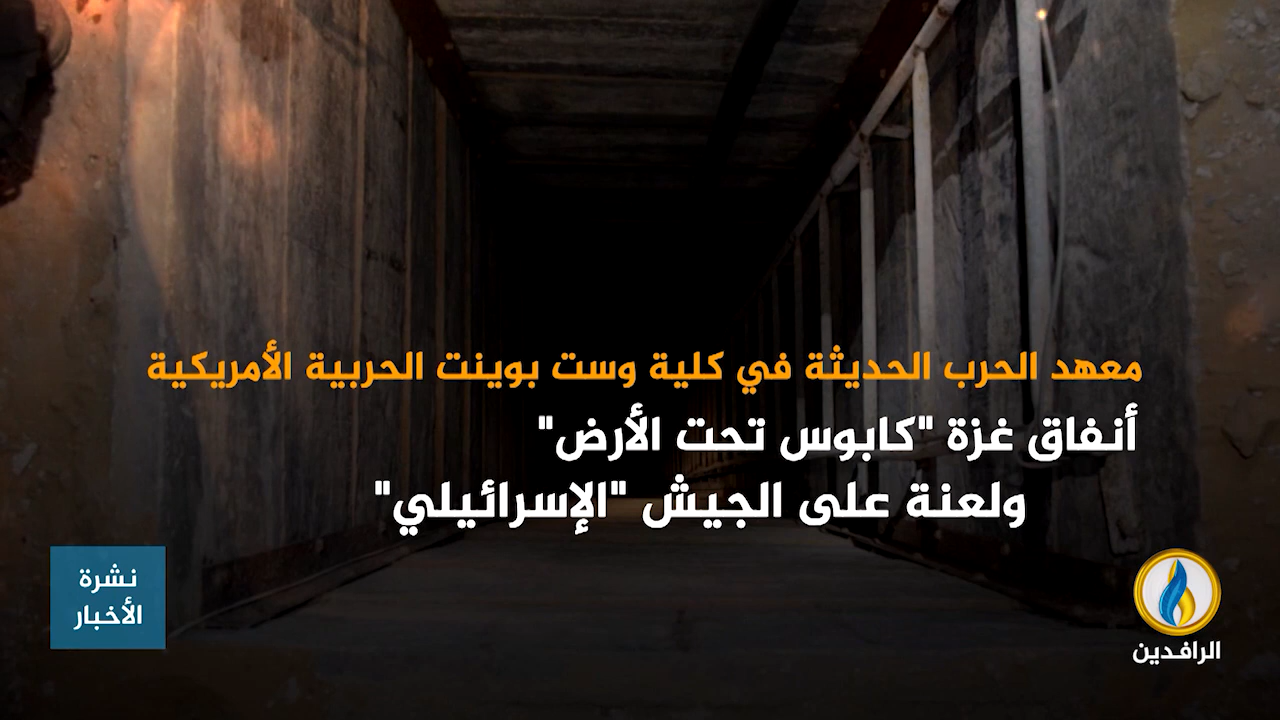 معهد الحرب الحديثة في كلية وست بوينت الحربية الأمريكية
أنفاق غزة "كابوس تحت الأرض"
ولعنة على الجيش "الإسرائيلي"
نشرة
الأخبار
الرافدين